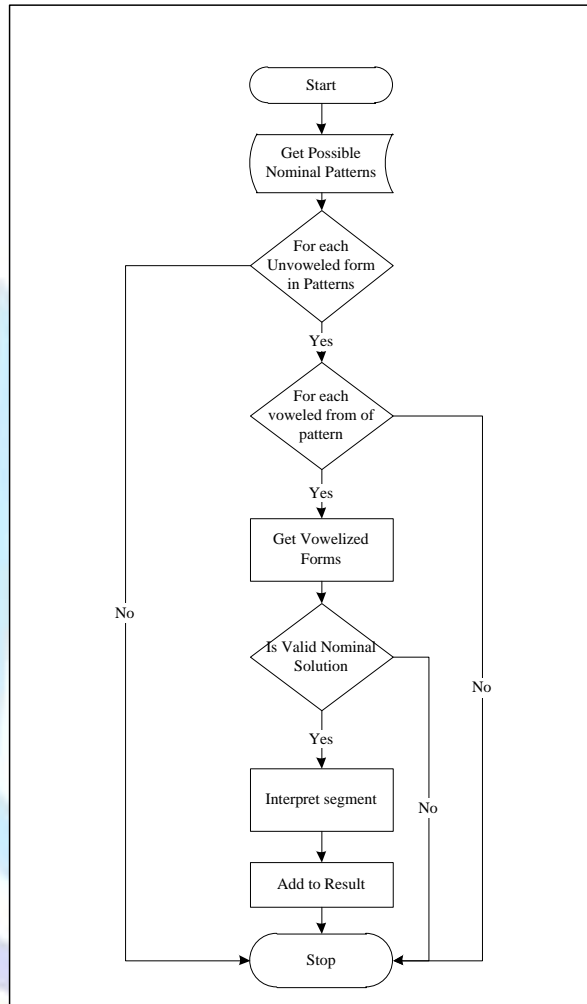 Start
Get Possible
Nominal Patterns
For each
Unvoweled form
in Patterns
Yes
For each
voweled from of
pattern
Yes
Get Vowelized
Forms
No
Is Valid Nominal
Solution
No
Yes
Interpret segment
No
Add to Result
Stop